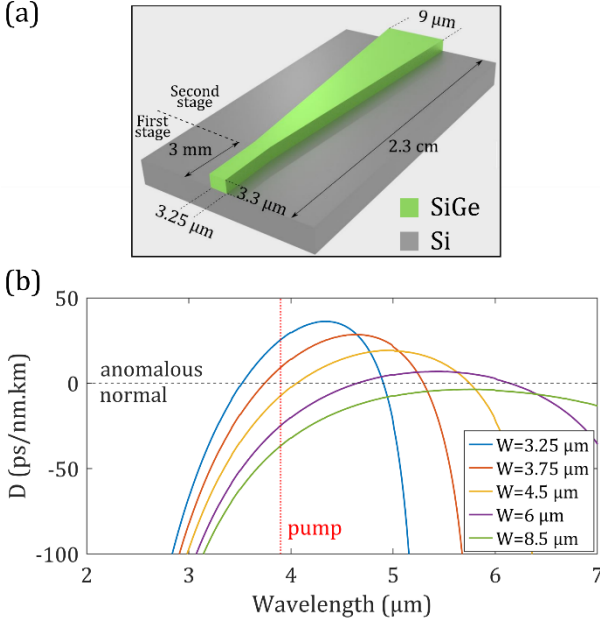 (a)
9 µm
Second
stage
First
stage
3 mm
2.3 cm
3.3 µm
3.25 µm
SiGe
Si
(b)
50
0
-50
-100
D (ps/nm.km)
anomalous
normal
pump
W=3.25 µm
W=3.75 µm
W=4.5 µm
W=6 µm
W=8.5 µm
2 3 4 5 6 7
Wavelength (µm)